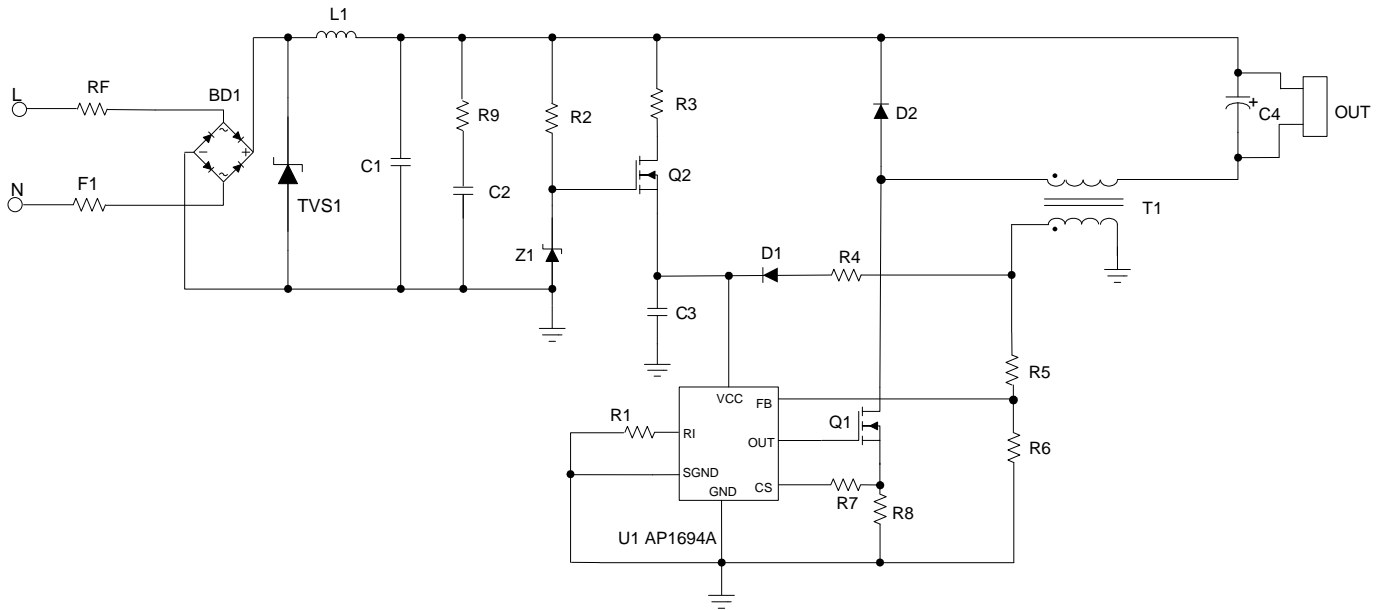 L1
L
RF
BD1
R9
R2
R3
D2
C4
OUT
~
+
−
~
C1
C2
Q2
N
F1
TVS1
T1
Z1
D1
R4
C3
R5
VCC
FB
R1
RI
OUT
Q1
R6
SGND
GND
CS
R7
R8
U1 AP1694A
+